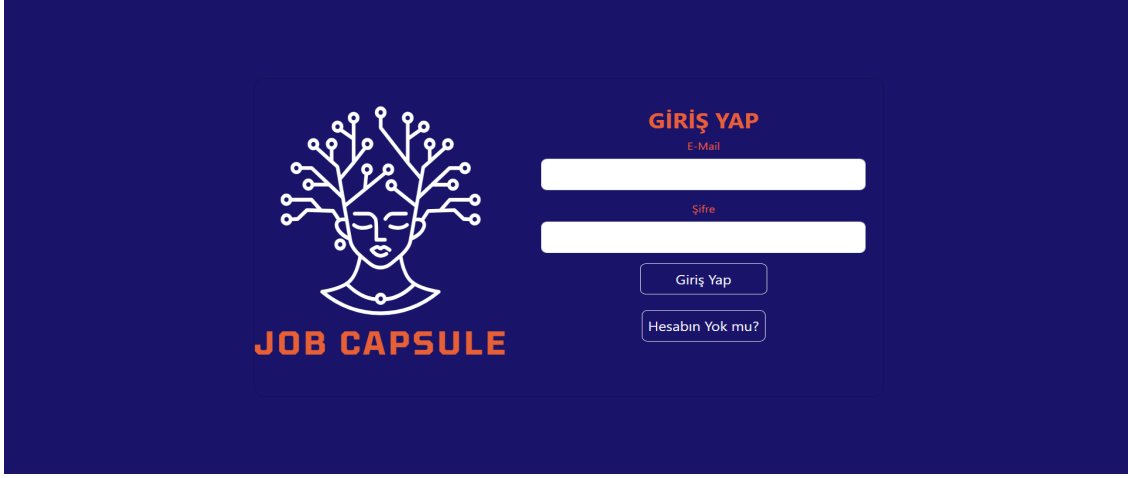 JOB CAPSULE
GİRİŞ YAP
E-Mail
Şifre
Giriş Yap
Hesabın Yok mu?